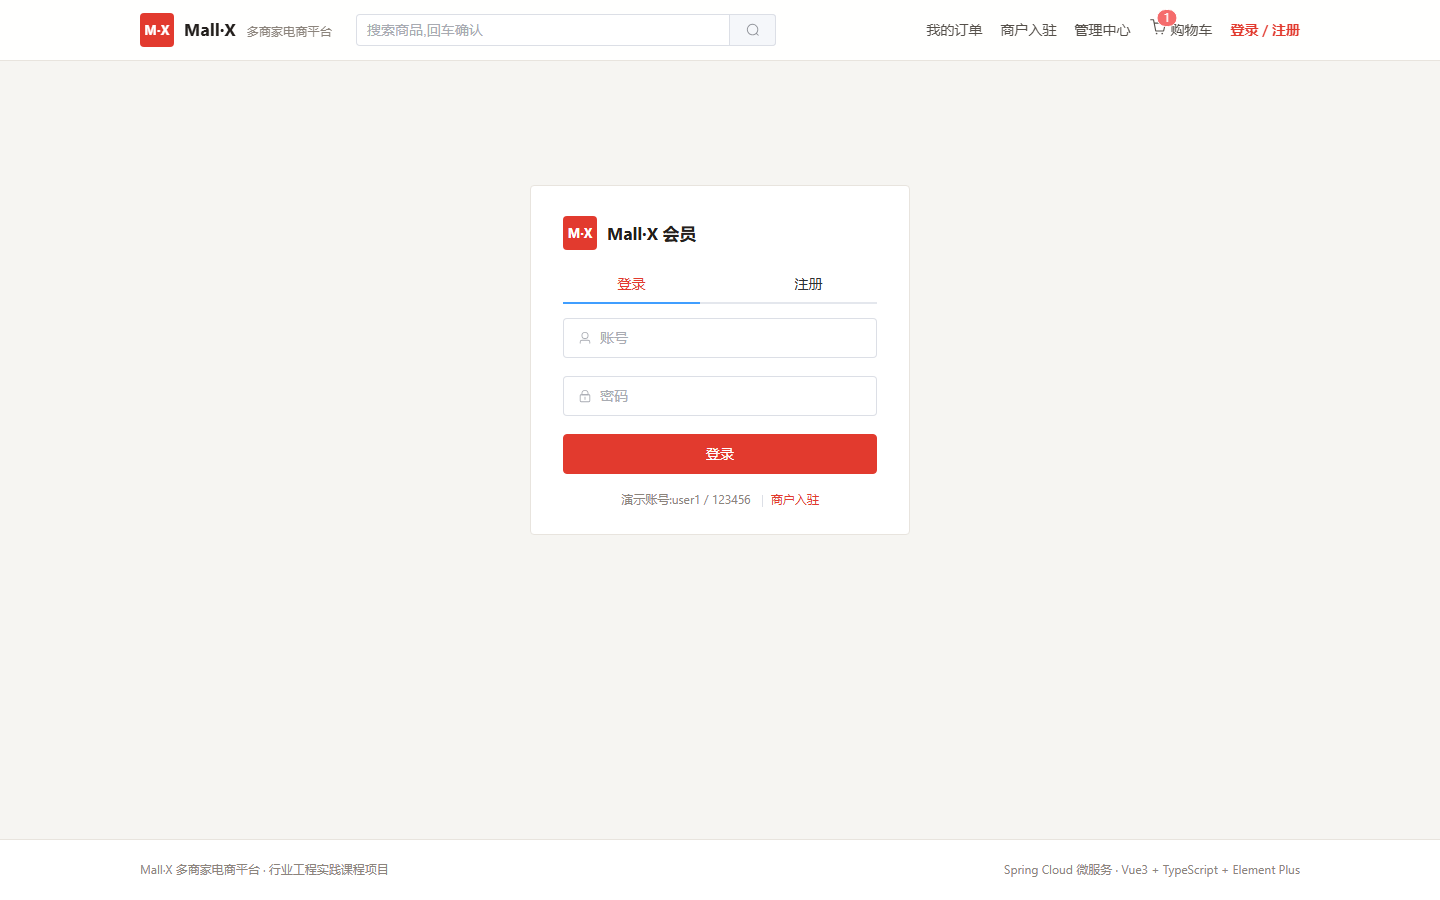 M·X Mall·X 多商家电商平台 搜索商品,回车确认 我的订单 商户入驻 管理中心 1 购物车 登录 / 注册
M·X Mall·X 会员
登录 注册
账号
密码
登录
演示账号:user1 / 123456 商户入驻
Mall·X 多商家电商平台 · 行业工程实践课程项目 Spring Cloud 微服务 · Vue3 + TypeScript + Element Plus